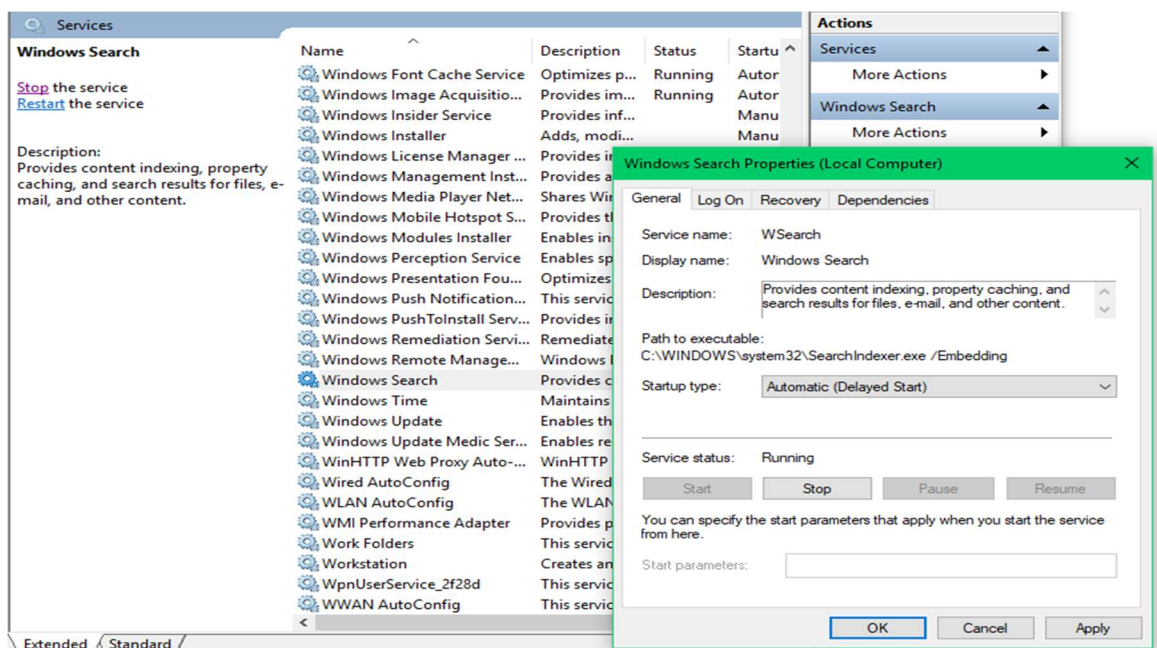 Services
Windows Search
Stop the service
Restart the service
Description:
Provides content indexing, property
caching, and search results for files, e-
mail, and other content.
Name Description Status Startu
Windows Font Cache Service Optimizes p... Running Autor
Windows Image Acquisitio... Provides im... Running Autor
Windows Insider Service Provides inf... Manu
Windows Installer Adds, modi... Manu
Windows License Manager ... Provides ir
Windows Management Inst... Provides a
Windows Media Player Net... Shares Wir
Windows Mobile Hotspot S... Provides tl
Windows Modules Installer Enables in
Windows Perception Service Enables sp
Windows Presentation Fou... Optimizes
Windows Push Notification... This servic
Windows PushToInstall Serv... Provides ir
Windows Remediation Servi... Remediate
Windows Remote Manage... Windows
Windows Search Provides c
Windows Time Maintains
Windows Update Enables th
Windows Update Medic Ser... Enables re
WinHTTP Web Proxy Auto-... WinHTTP
Wired AutoConfig The Wired
WLAN AutoConfig The WLAN
WMI Performance Adapter Provides p
Work Folders This servic
Workstation Creates an
WpnUserService_2f28d This servic
WWAN AutoConfig This servic
Extended Standard
Actions
Services
More Actions
Windows Search
More Actions
Windows Search Properties (Local Computer)
General Log On Recovery Dependencies
Service name: WSearch
Display name: Windows Search
Description: Provides content indexing, property caching, and
search results for files, e-mail, and other content.
Path to executable:
C:\WINDOWS\system32\SearchIndexer.exe /Embedding
Startup type: Automatic (Delayed Start)
Service status: Running
Start Stop Pause Resume
You can specify the start parameters that apply when you start the service
from here.
Start parameters:
OK Cancel Apply